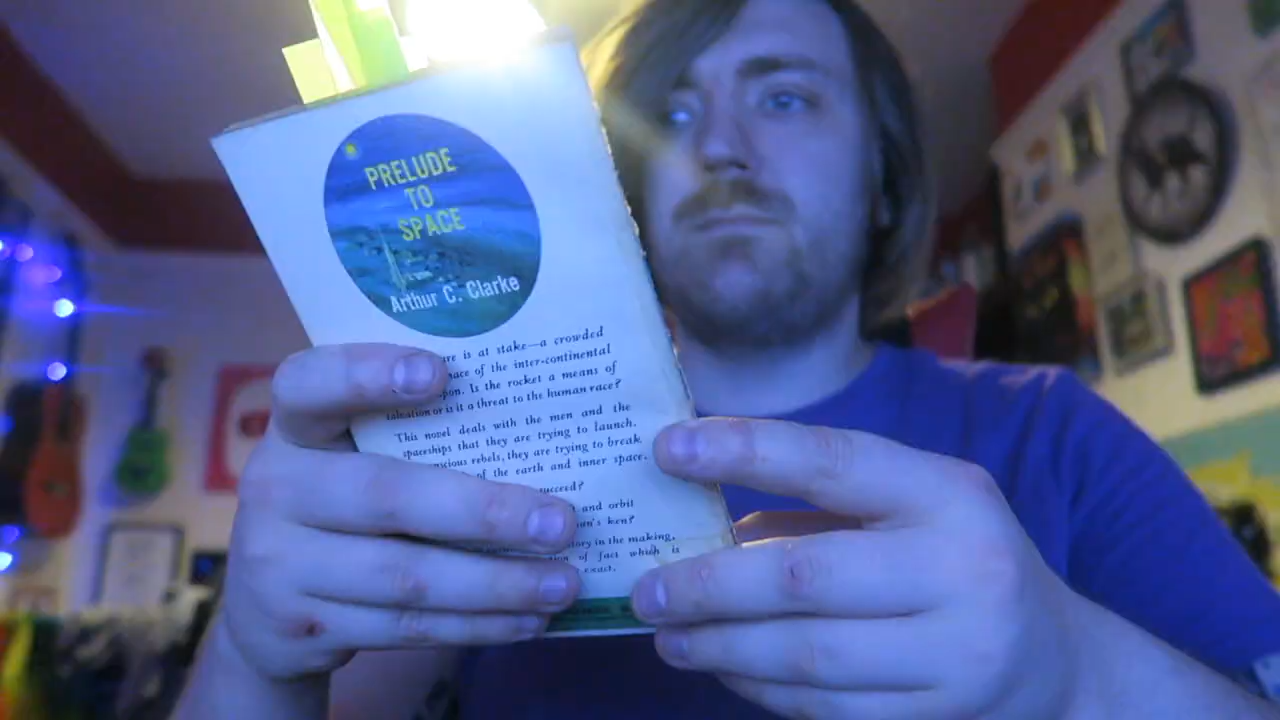 PRELUDE
TO
SPACE
Arthur C. Clarke
is at stake—a crowded
of the inter-continental
Is the rocket a means of
or is it a threat to the human race?
This novel deals with the men and the
spaceships that they are trying to launch.
rebels, they are trying to break
of the earth and inner space.
and orbit
ken?
in the making,
of fact which is
exact.